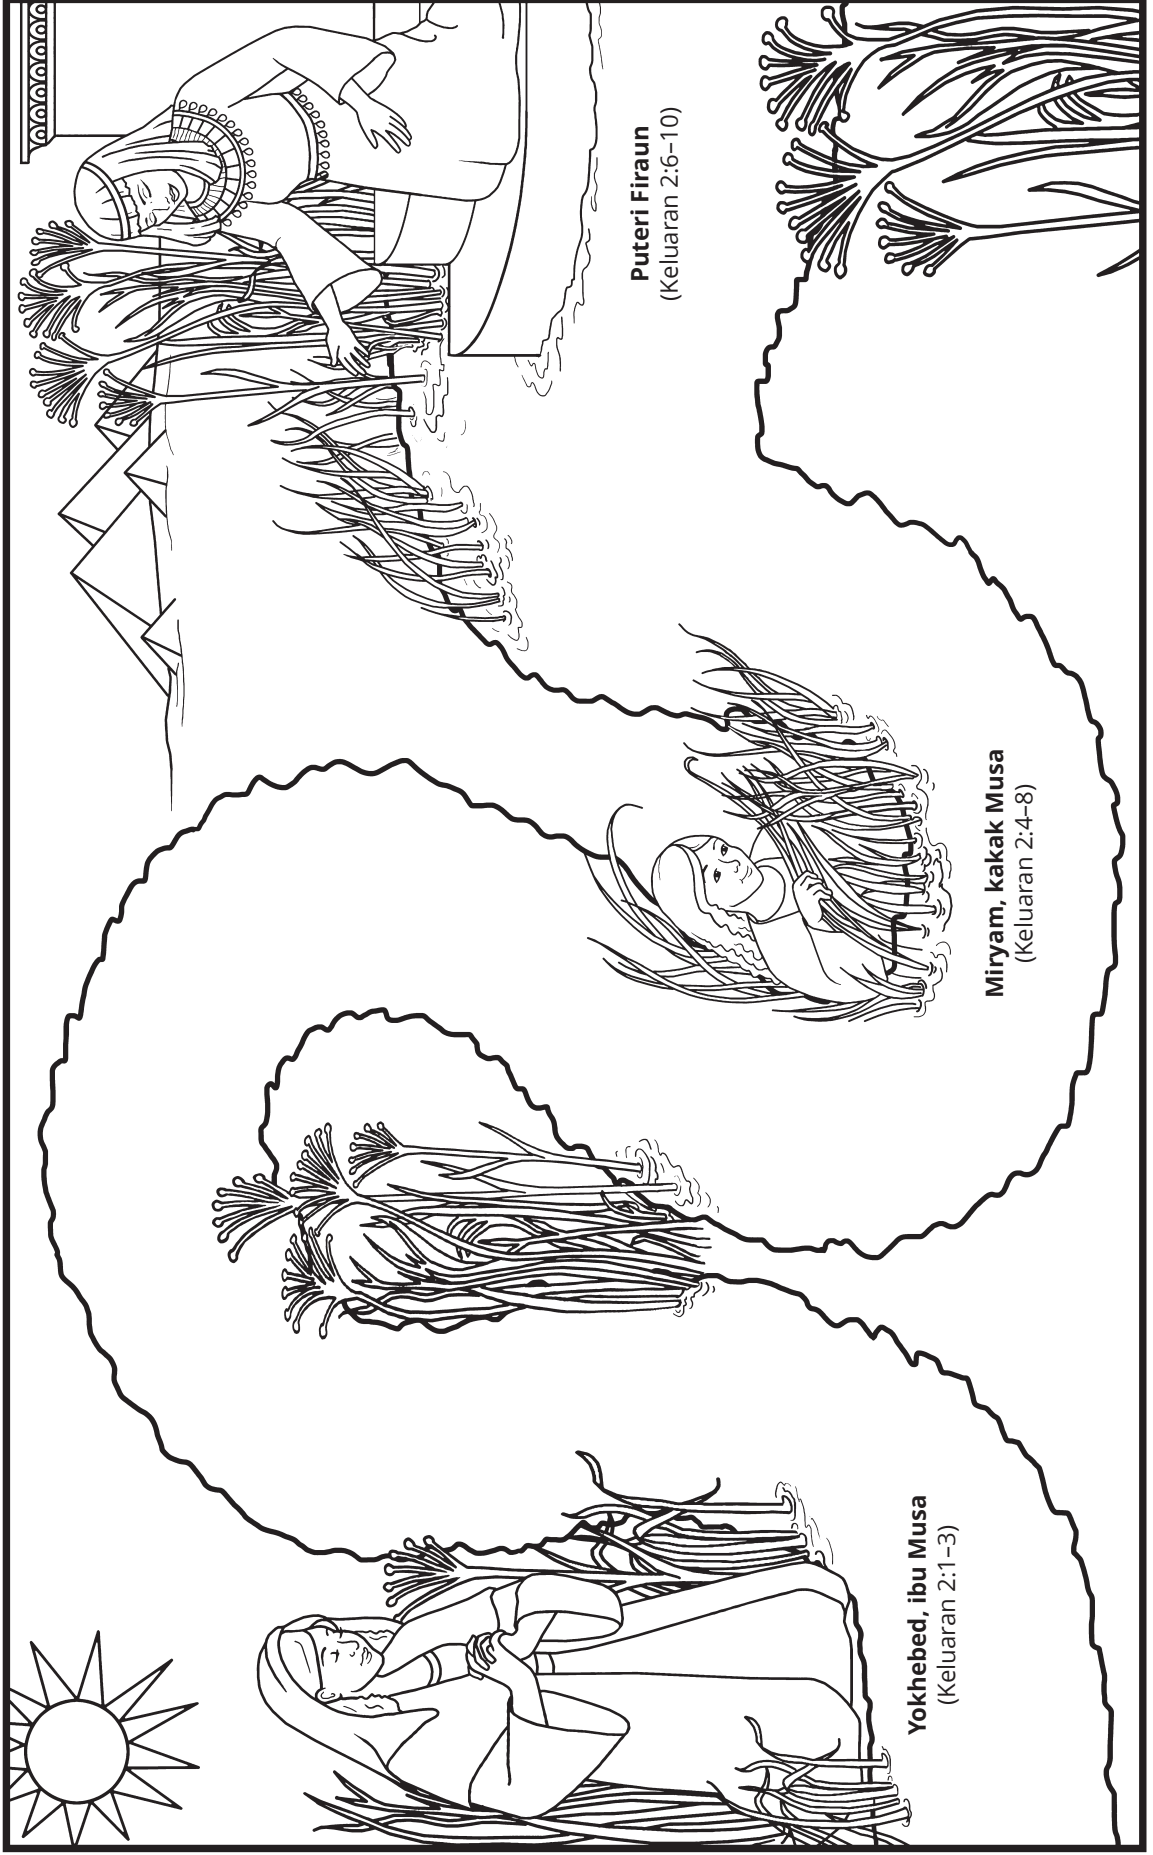 Yokhebed, ibu Musa
(Keluaran 2:1–3)
Miryam, kakak Musa
(Keluaran 2:4–8)
Puteri Firaun
(Keluaran 2:6–10)